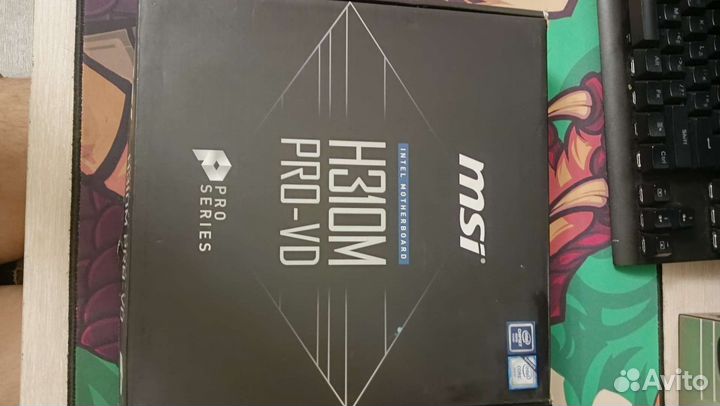 msi
INTEL MOTHERBOARD
H310M
PRO-VD
PRO
SERIES
Avito